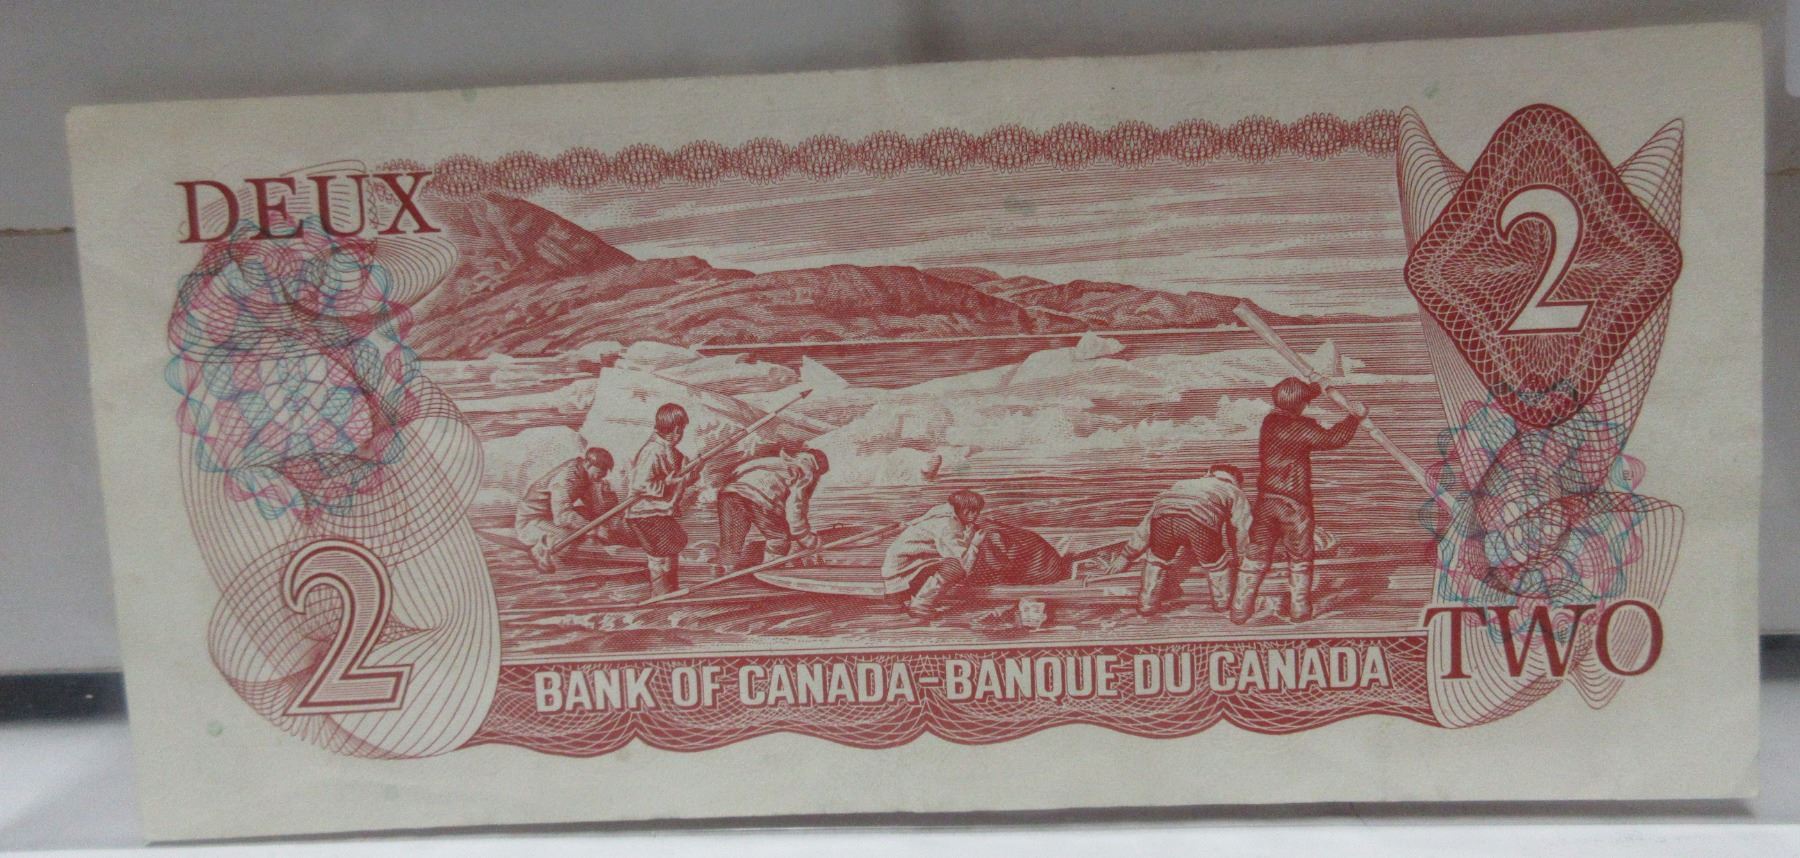 DEUX
2
2
BANK OF CANADA-BANQUE DU CANADA
TWO